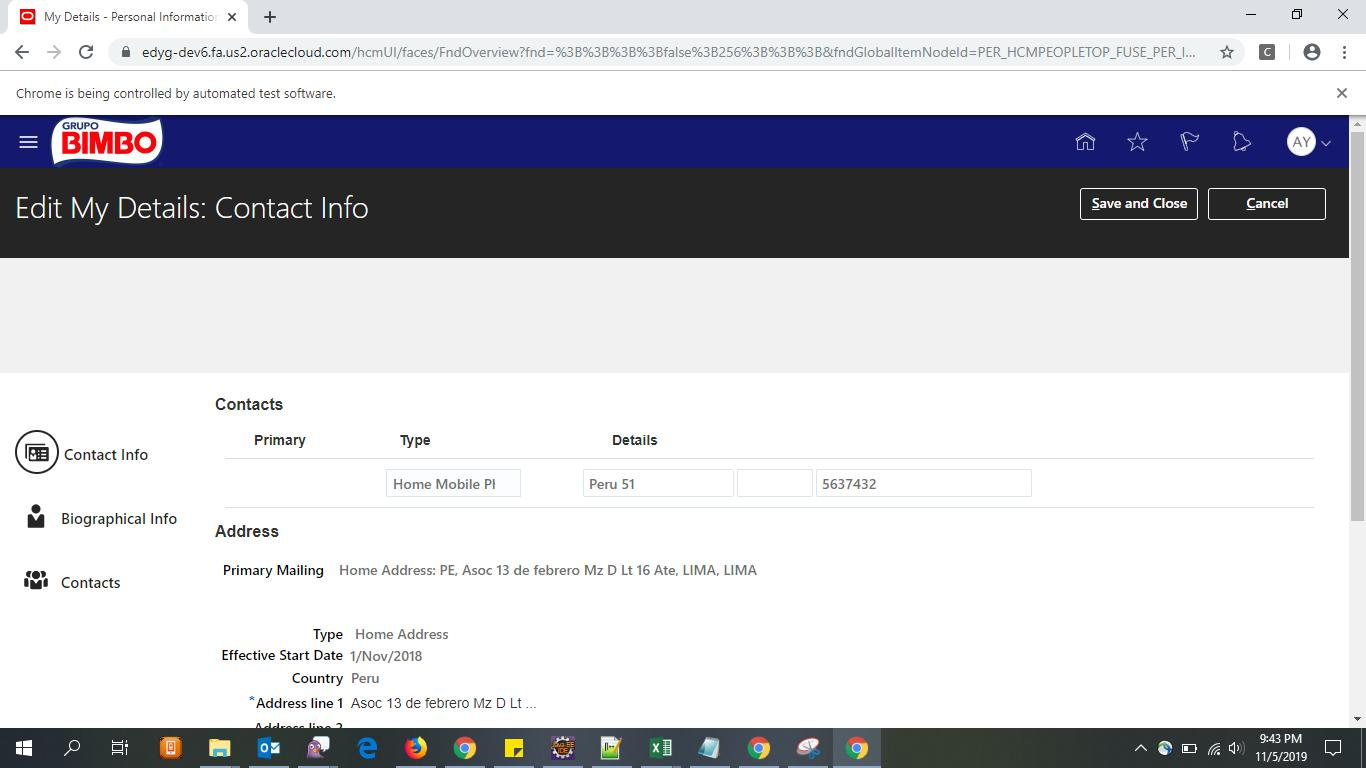 My Details - Personal Information
edyg-dev6.fa.us2.oraclecloud.com/hcmUI/faces/FndOverview?fnd=%3B%3B%3B%3Bfalse%3B256%3B%3B%3B&fndGlobalItemNodeId=PER_HCMPEOPLETOP_FUSE_PER_I...
C
Chrome is being controlled by automated test software.
GRUPO
BIMBO
AY
Edit My Details: Contact Info
Save and Close
Cancel
Contacts
Primary Type Details
Contact Info
Home Mobile Pl Peru 51 5637432
Biographical Info
Address
Primary Mailing Home Address: PE, Asoc 13 de febrero Mz D Lt 16 Ate, LIMA, LIMA
Contacts
Type Home Address
Effective Start Date 1/Nov/2018
Country Peru
*Address line 1 Asoc 13 de febrero Mz D Lt ...
Address line 2
9:43 PM
11/5/2019